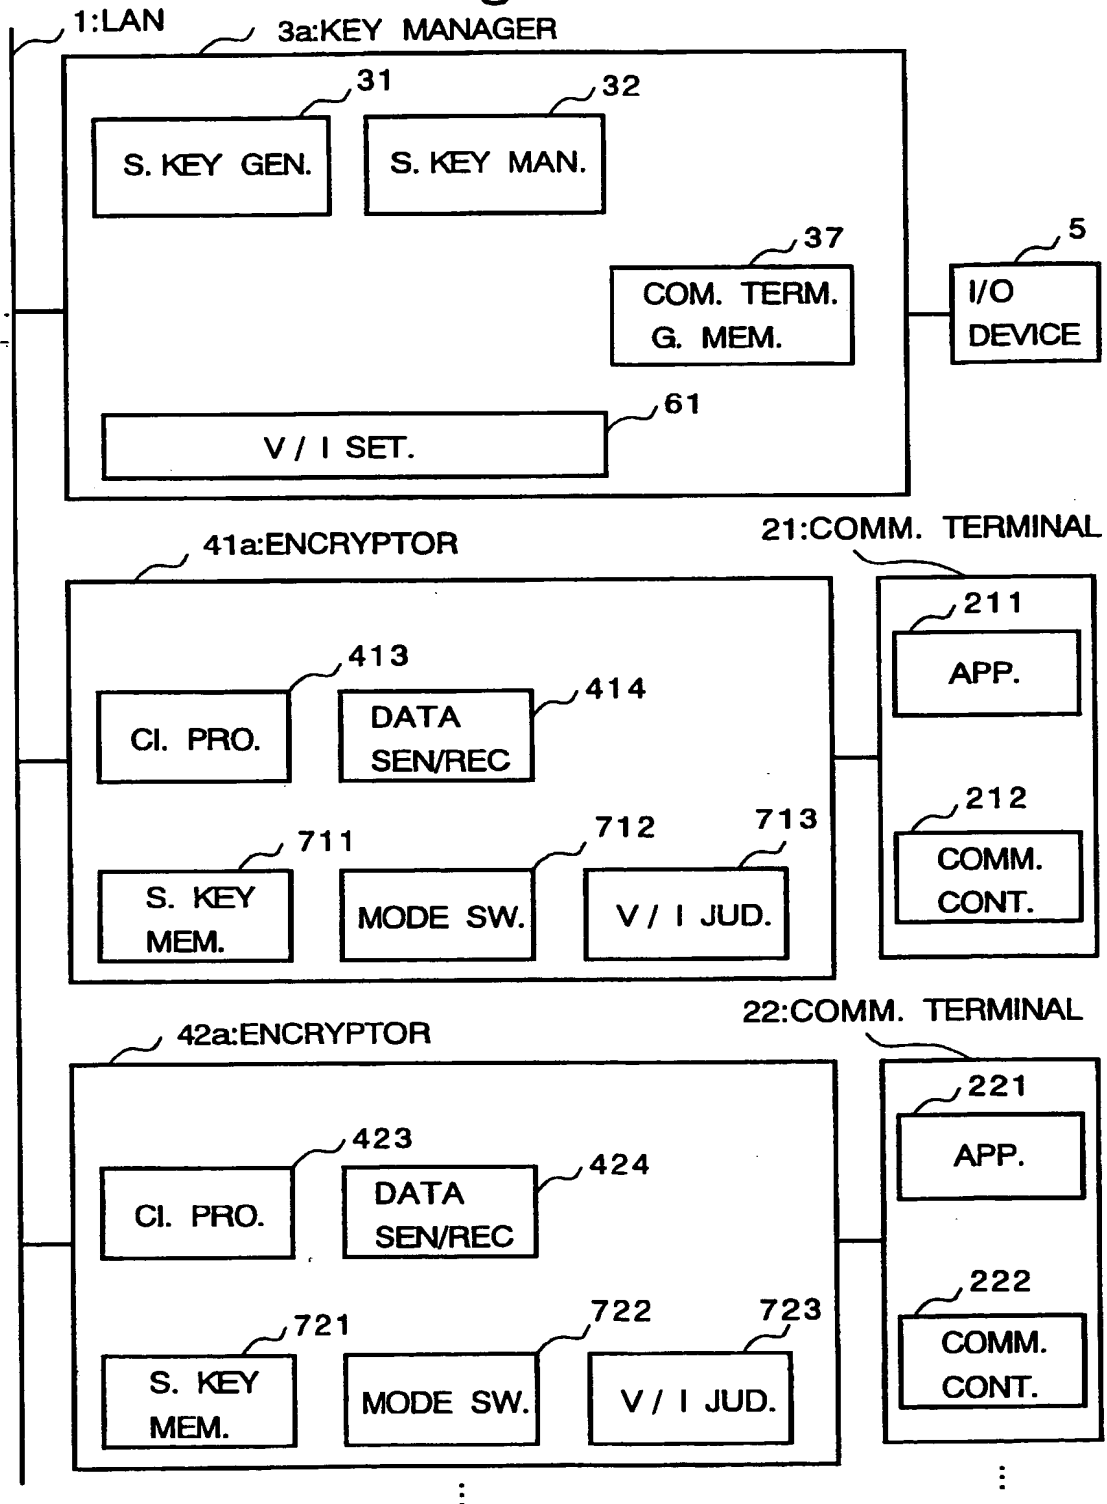 1:LAN
3a:KEY MANAGER
31
32
S. KEY GEN.
S. KEY MAN.
37
5
COM. TERM.
G. MEM.
I/O
DEVICE
61
V / I SET.
41a:ENCRYPTOR
21:COMM. TERMINAL
211
APP.
413
414
CI. PRO.
DATA
SEN/REC
212
COMM.
CONT.
711
712
713
S. KEY
MEM.
MODE SW.
V / I JUD.
42a:ENCRYPTOR
22:COMM. TERMINAL
221
APP.
423
424
CI. PRO.
DATA
SEN/REC
222
COMM.
CONT.
721
722
723
S. KEY
MEM.
MODE SW.
V / I JUD.